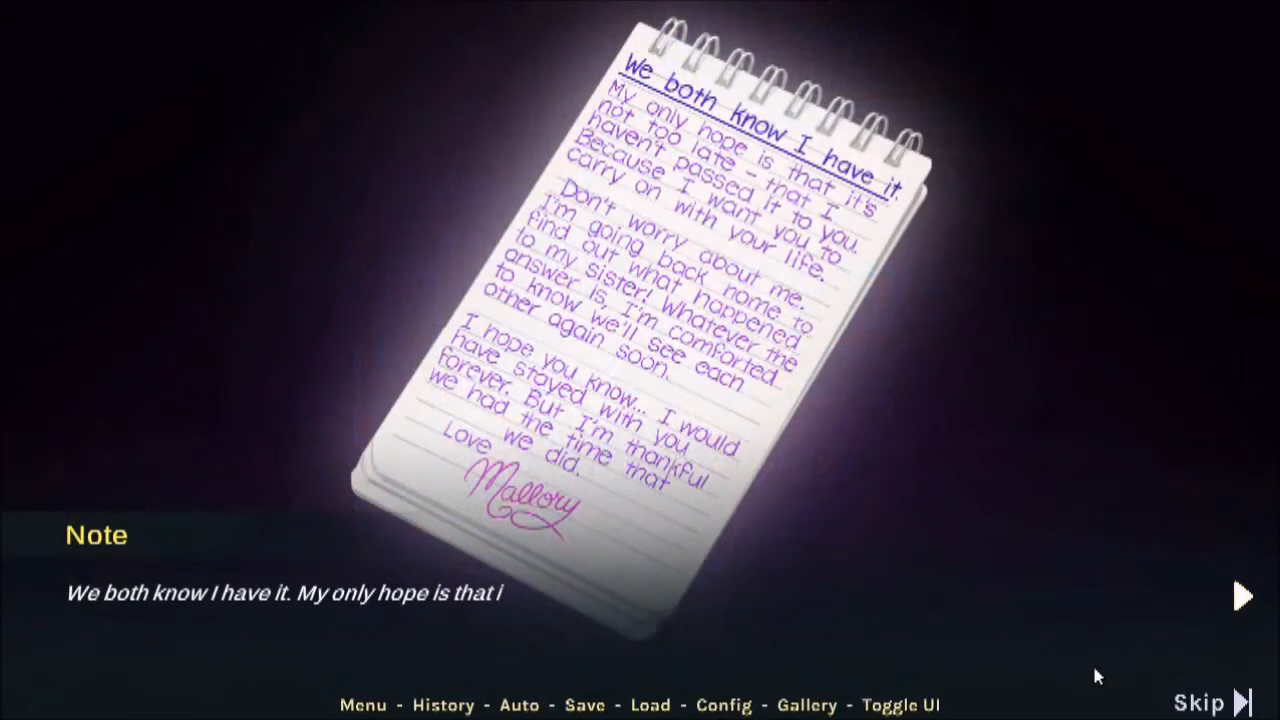 We both know I have it.
My only hope is that it's
not too late - that I
haven't passed it to you.
Because I want you to
carry on with your life.
Don't worry about me.
I'm going back home to
find out what happened
to my sister! Whatever the
answer is, I'm comforted
to know we'll see each
other again soon.
I hope you know... I would
have stayed with you
forever. But I'm thankful
we had the time that
we did.
Love
Mallory
Note
We both know I have it. My only hope is that i
Menu - History - Auto - Save - Load - Config - Gallery - Toggle UI
Skip